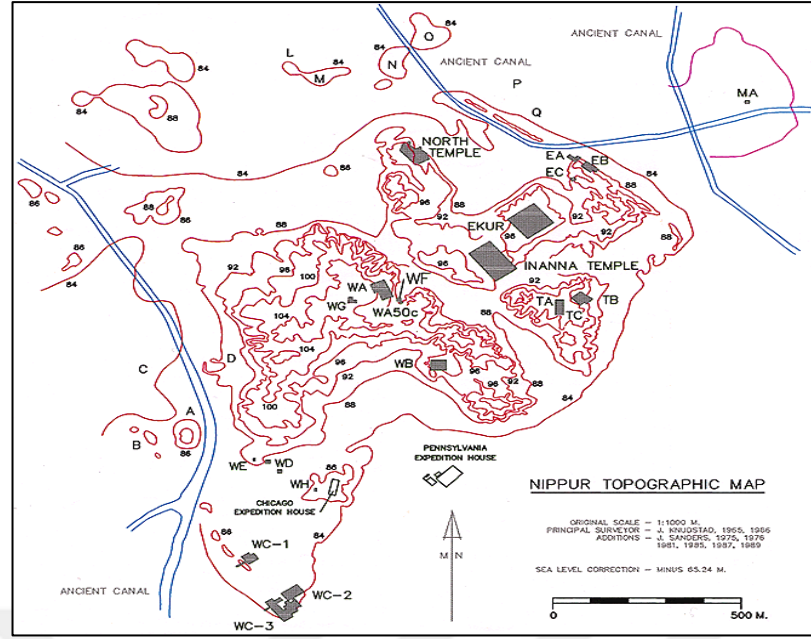 O
ANCIENT CANAL
L
84
84
N
ANCIENT CANAL
84
M
P
MA
84
88
Q
NORTH
TEMPLE
EA
EB
84
84
86
EC
88
86
88
96
86
92
92
EKUR
88
96
92
88
86
92
96
96
INANNA TEMPLE
84
100
WA
WF
92
WG
WA50c
TA
TB
TC
104
88
C
104
D
96
WB
96
88
92
96
92
84
100
88
A
B
86
PENNSYLVANIA
EXPEDITION HOUSE
WE
WD
86
WH
CHICAGO
EXPEDITION HOUSE
NIPPUR TOPOGRAPHIC MAP
84
86
ORIGINAL SCALE – 1:1000 M.
PRINCIPAL SURVEYOR – J. KNUDSTAD, 1965, 1966
ADDITIONS – J. SANDERS, 1975, 1976
1981, 1985, 1987, 1989
WC-1
M N
SEA LEVEL CORRECTION – MINUS 65.24 M.
ANCIENT CANAL
WC-2
WC-3
0
500 M.